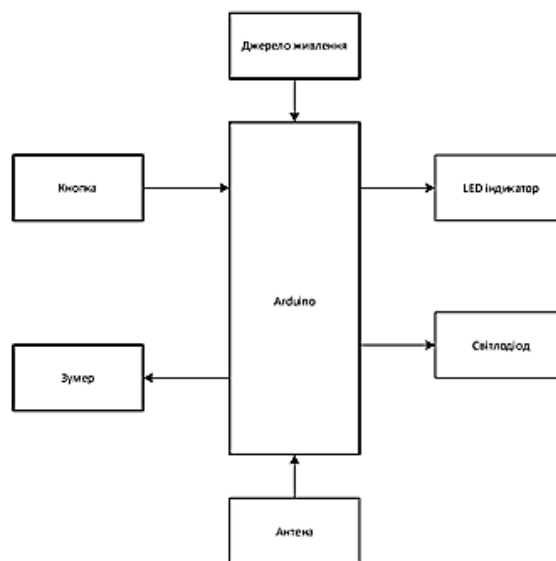 Джерело живлення
Кнопка
LED індикатор
Arduino
Світлодіод
Зумер
Антена